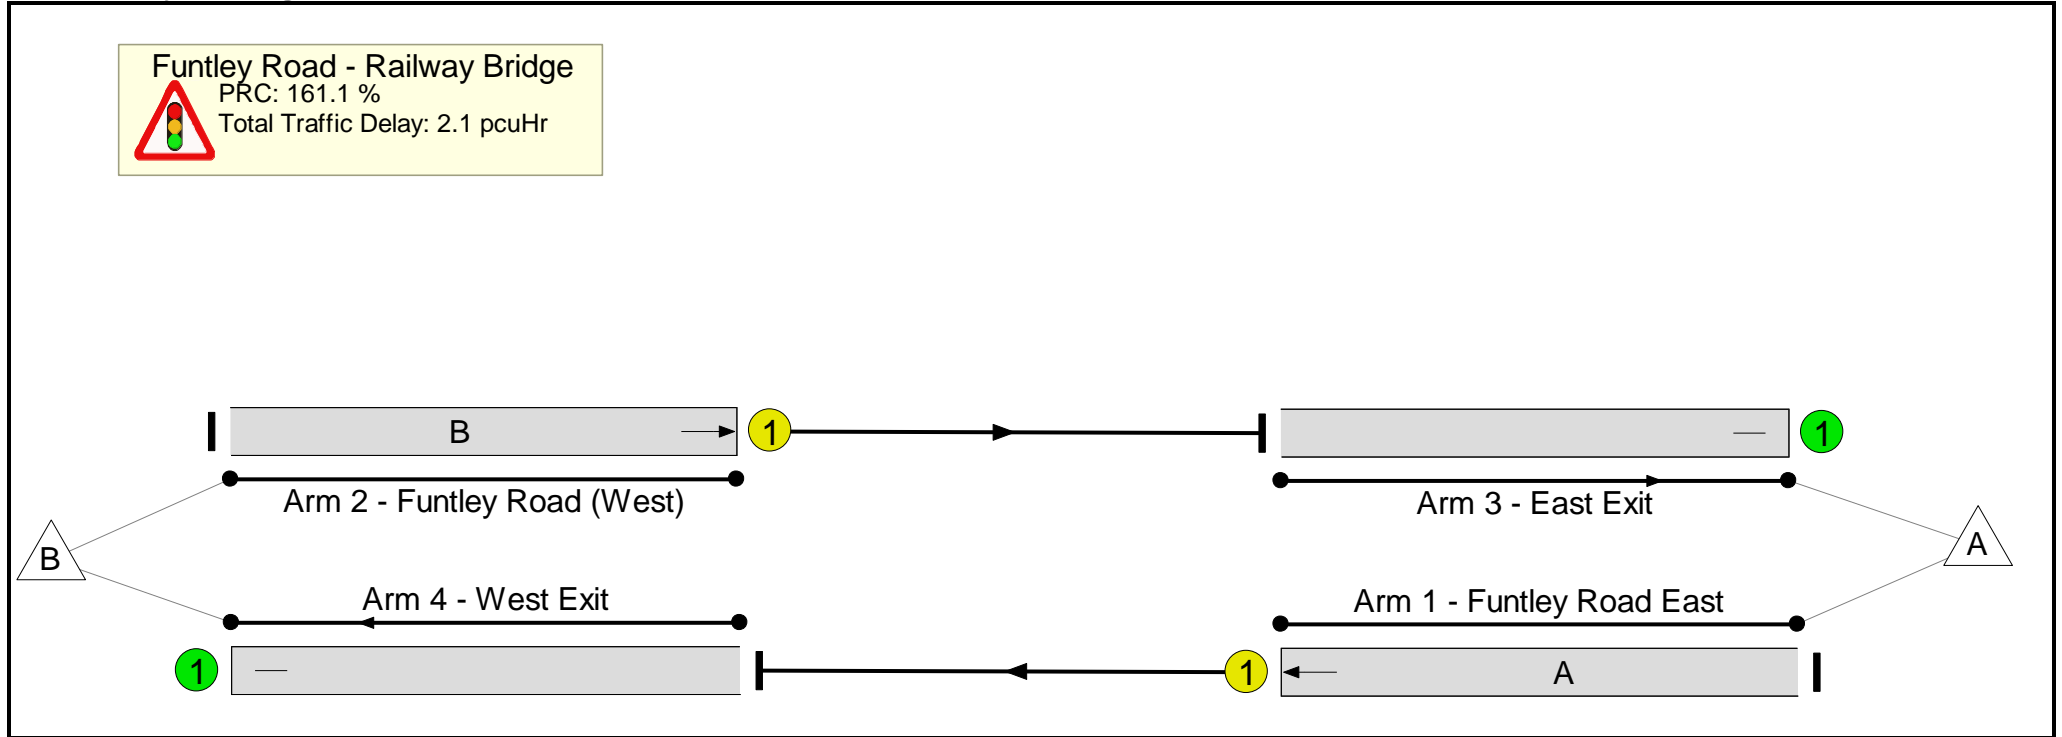 Funtley Road - Railway Bridge
PRC: 161.1 %
Total Traffic Delay: 2.1 pcuHr
B
1
1
Arm 2 - Funtley Road (West)
Arm 3 - East Exit
B
A
Arm 4 - West Exit
Arm 1 - Funtley Road East
1
1
A